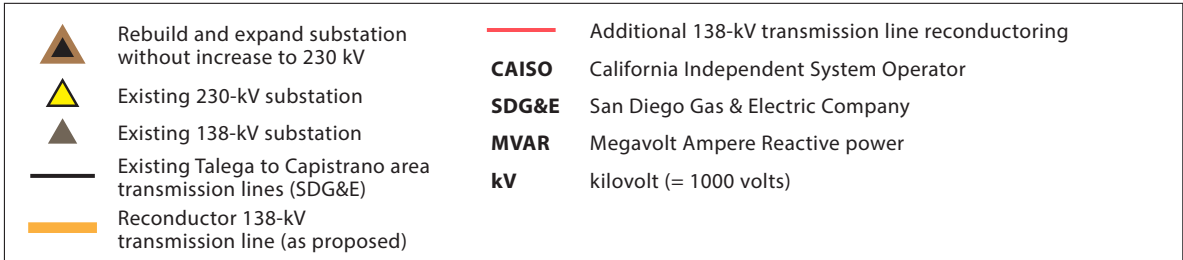 Rebuild and expand substation
without increase to 230 kV
Existing 230-kV substation
Existing 138-kV substation
Existing Talega to Capistrano area
transmission lines (SDG&E)
Reconductor 138-kV
transmission line (as proposed)
Additional 138-kV transmission line reconductoring
CAISO California Independent System Operator
SDG&E San Diego Gas & Electric Company
MVAR Megavolt Ampere Reactive power
kV kilovolt (= 1000 volts)